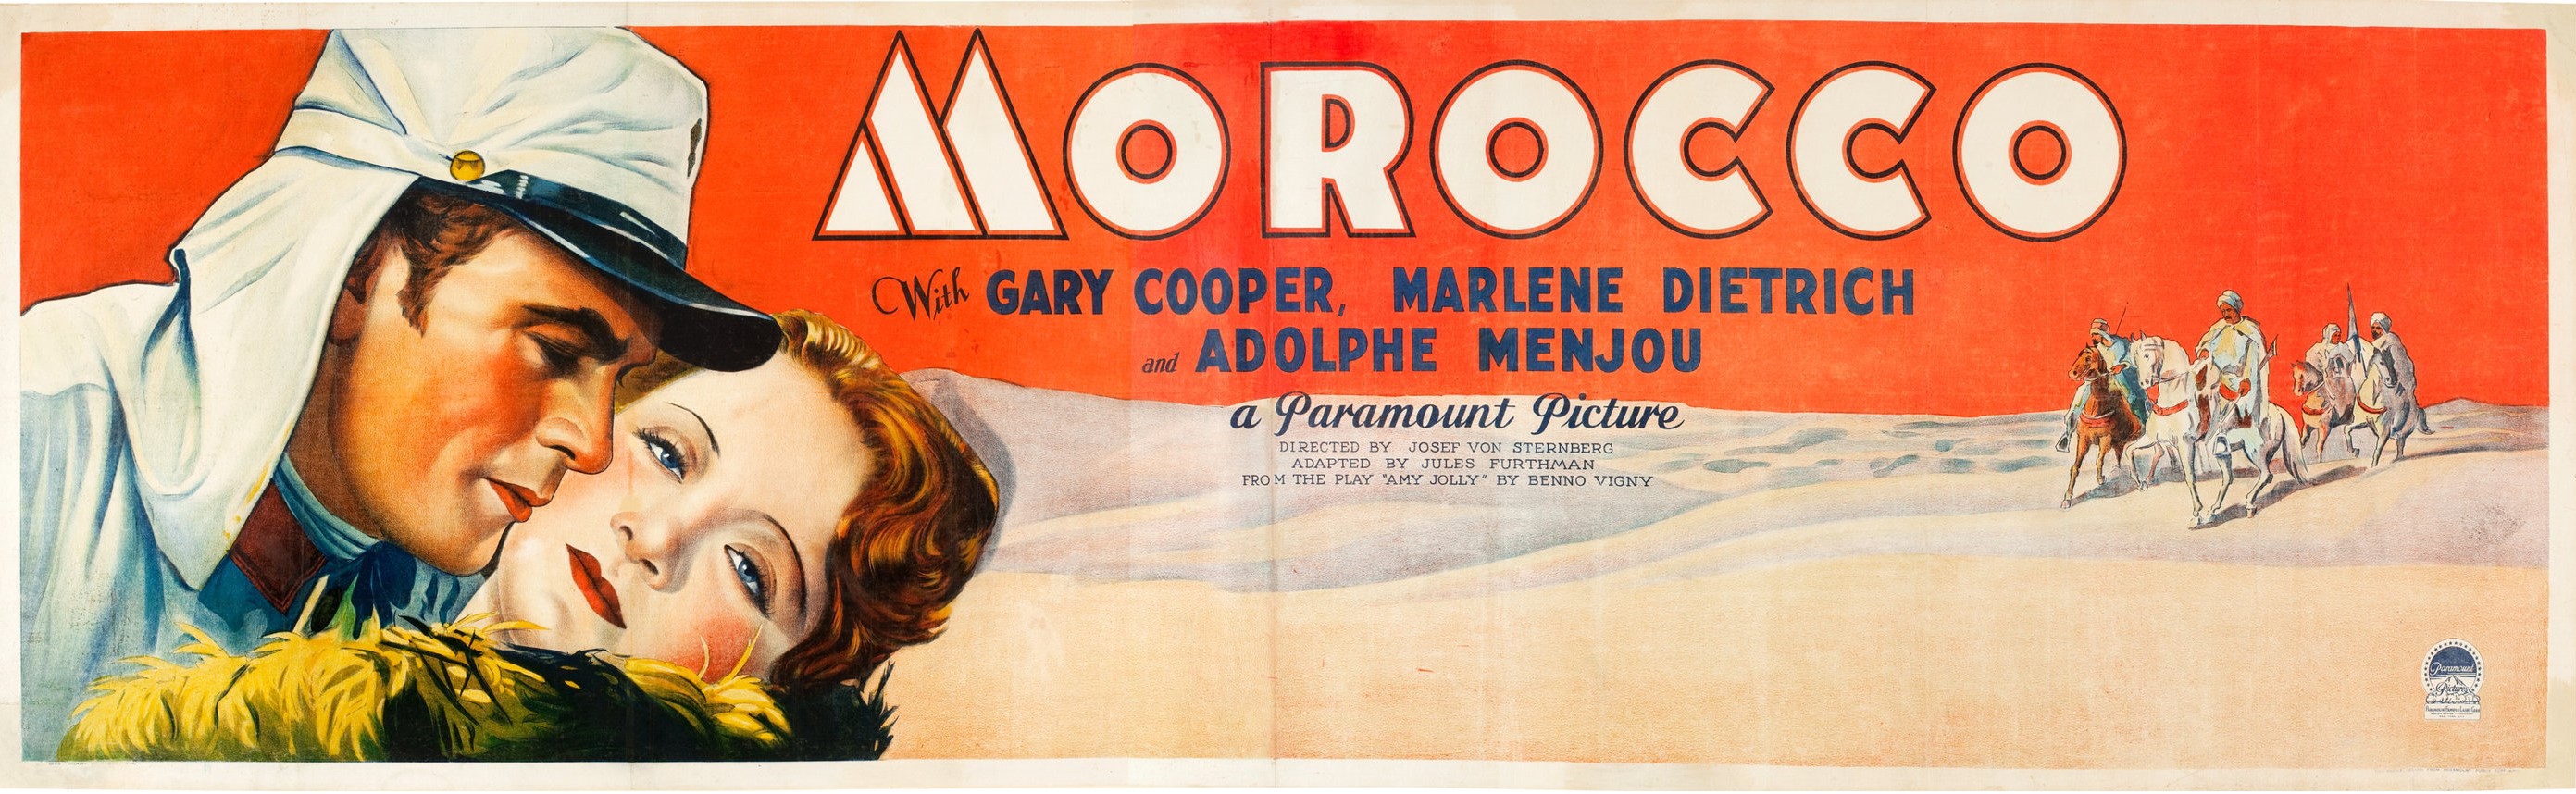 MOROCCO
With GARY COOPER, MARLENE DIETRICH
and ADOLPHE MENJOU
a Paramount Picture
DIRECTED BY JOSEF VON STERNBERG
ADAPTED BY JULES FURTHMAN
FROM THE PLAY "AMY JOLLY" BY BENNO VIGNY
Paramount
Pictures